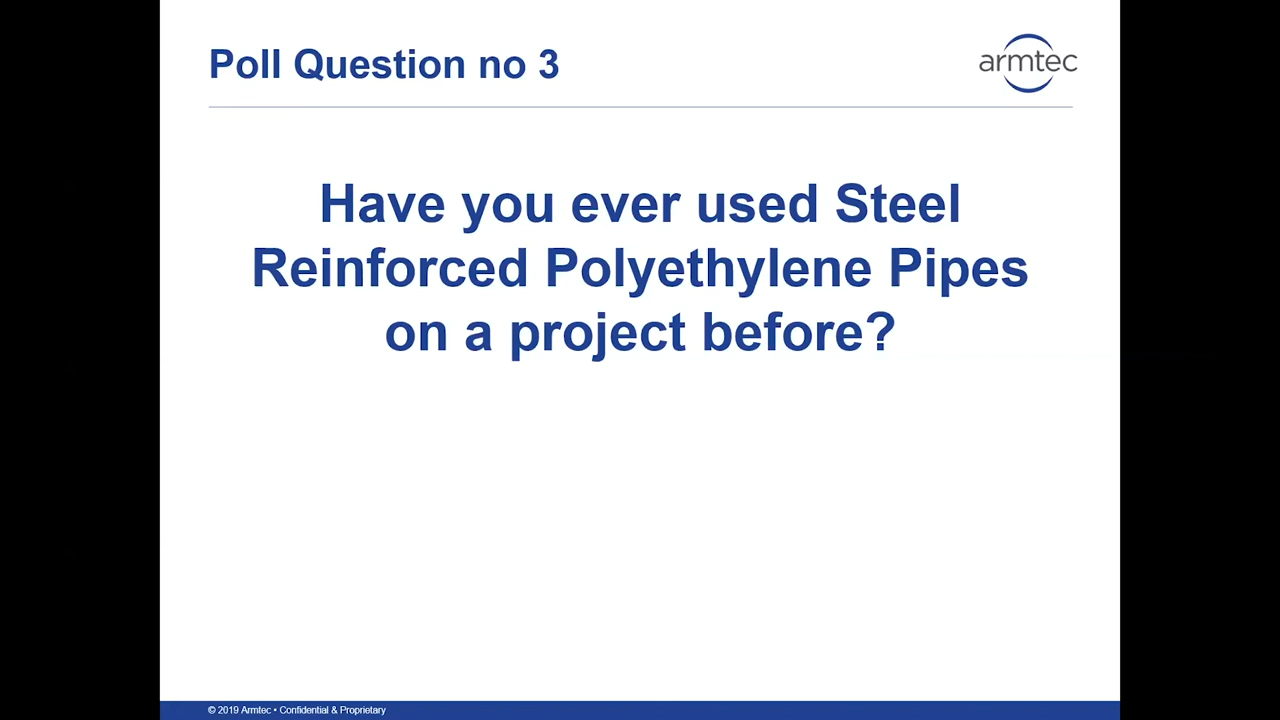 Poll Question no 3
armtec
Have you ever used Steel
Reinforced Polyethylene Pipes
on a project before?
© 2019 Armtec • Confidential & Proprietary